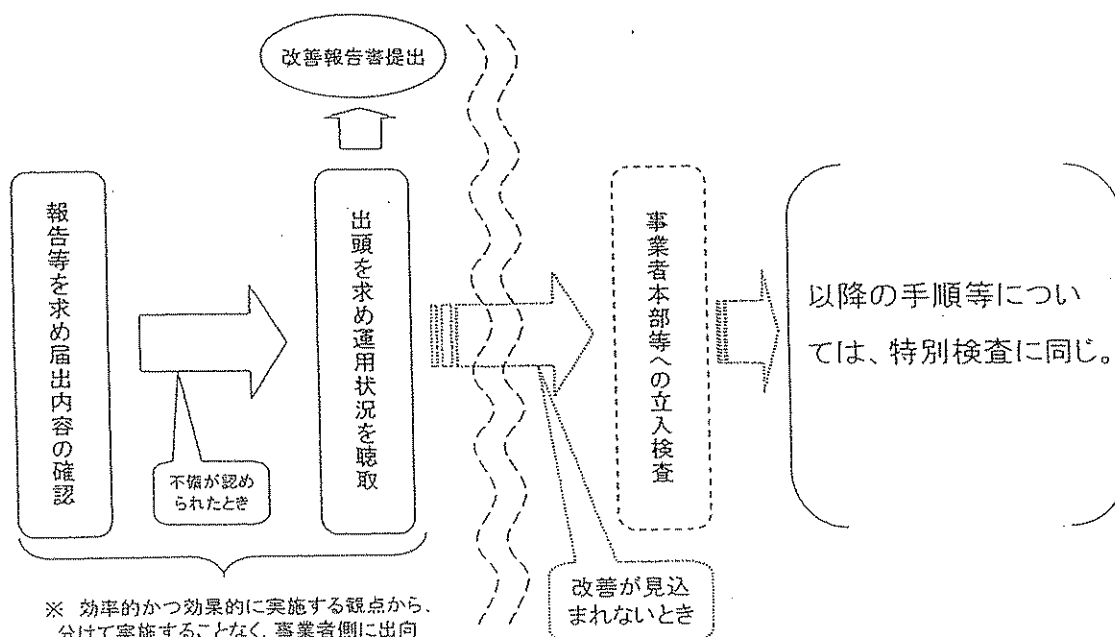 改善報告書提出
報告等を求め届出内容の確認
不備が認め
られたとき
出頭を求め運用状況を聴取
事業者本部等への立入検査
改善が見込
まれないとき
以降の手順等につい
ては、特別検査に同じ。
※ 効率的かつ効果的に実施する観点から、
分けて実施することなく、事業者側に出向